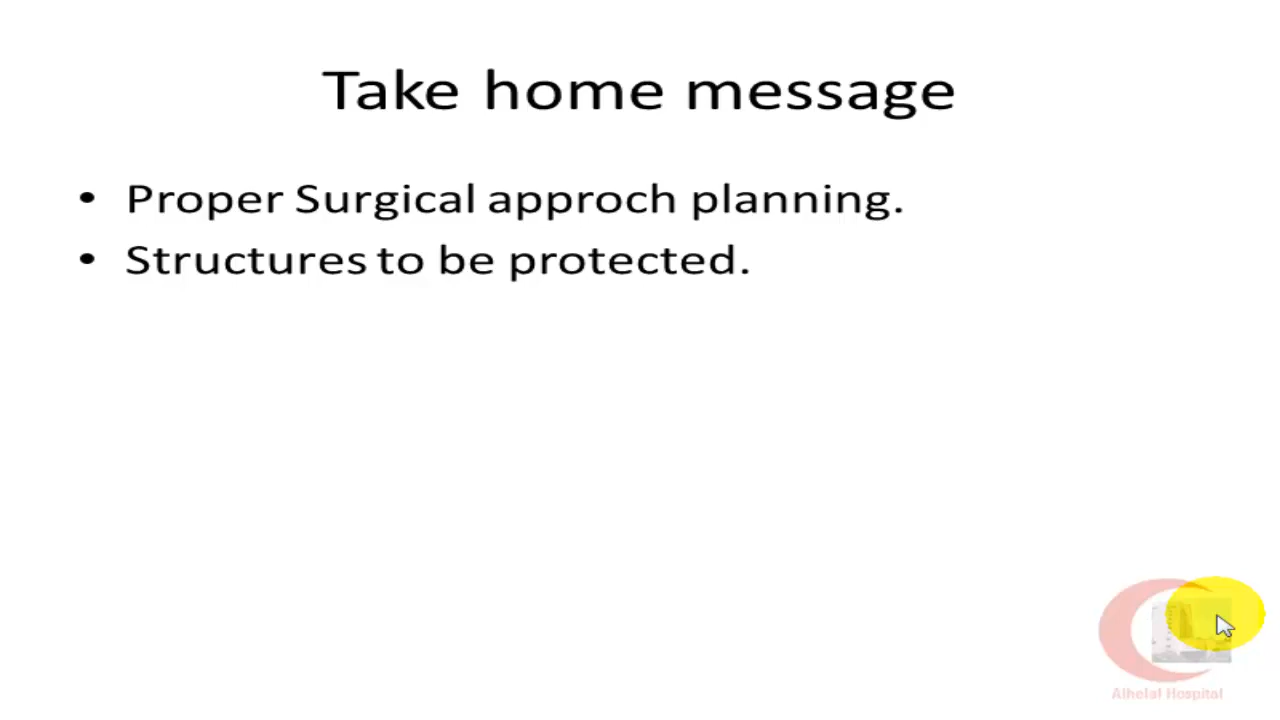 Take home message
• Proper Surgical approch planning.
• Structures to be protected.
Alhelal Hospital